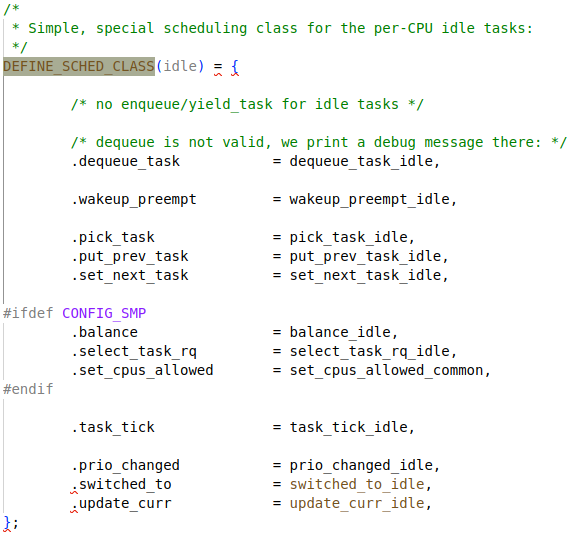 /*
 * Simple, special scheduling class for the per-CPU idle tasks:
 */
DEFINE_SCHED_CLASS(idle) = {

        /* no enqueue/yield_task for idle tasks */

        /* dequeue is not valid, we print a debug message there: */
        .dequeue_task           = dequeue_task_idle,

        .wakeup_preempt         = wakeup_preempt_idle,

        .pick_task              = pick_task_idle,
        .put_prev_task          = put_prev_task_idle,
        .set_next_task          = set_next_task_idle,

#ifdef CONFIG_SMP
        .balance                = balance_idle,
        .select_task_rq         = select_task_rq_idle,
        .set_cpus_allowed       = set_cpus_allowed_common,
#endif

        .task_tick              = task_tick_idle,

        .prio_changed           = prio_changed_idle,
        .switched_to            = switched_to_idle,
        .update_curr            = update_curr_idle,
};